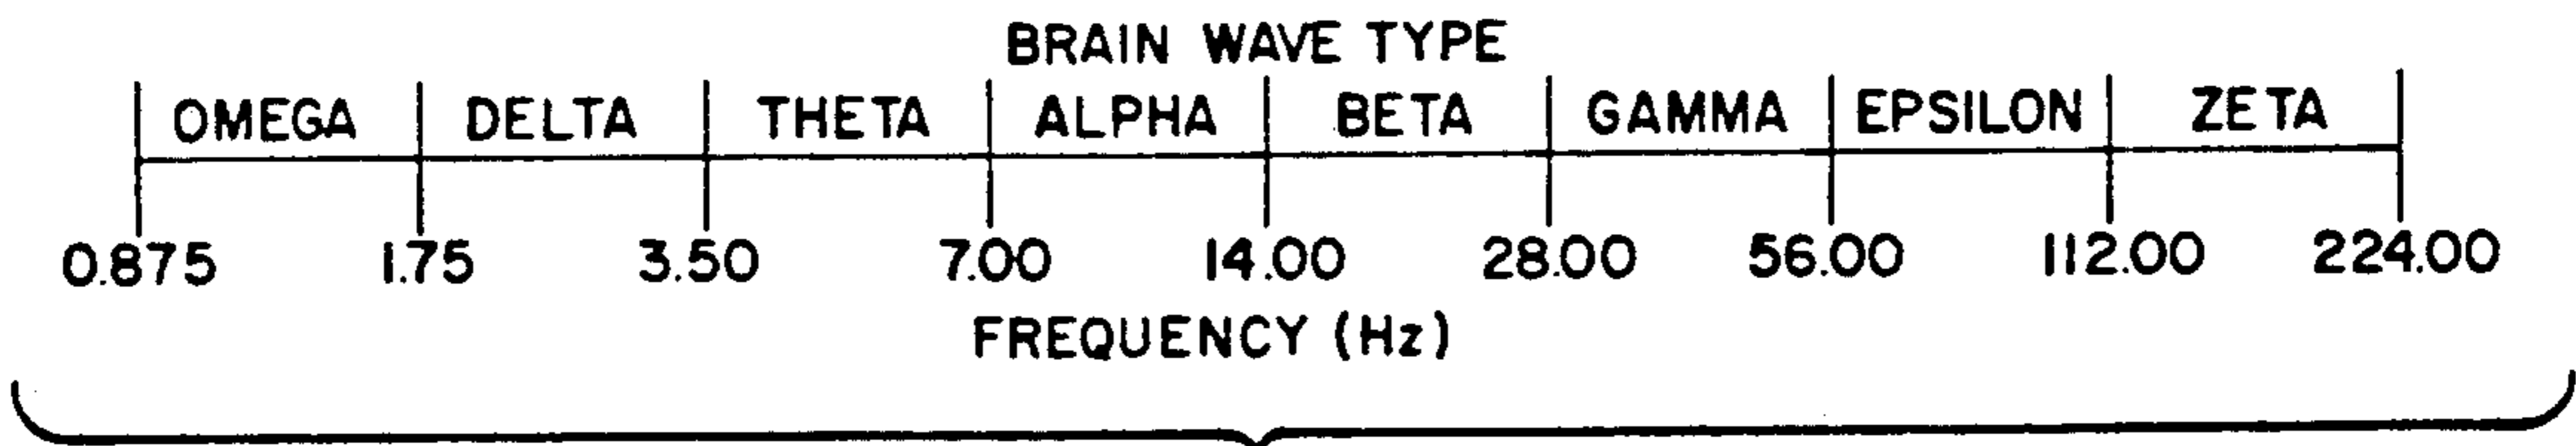 BRAIN WAVE TYPE
OMEGA DELTA THETA ALPHA BETA GAMMA EPSILON ZETA
0.875 1.75 3.50 7.00 14.00 28.00 56.00 112.00 224.00
FREQUENCY (Hz)